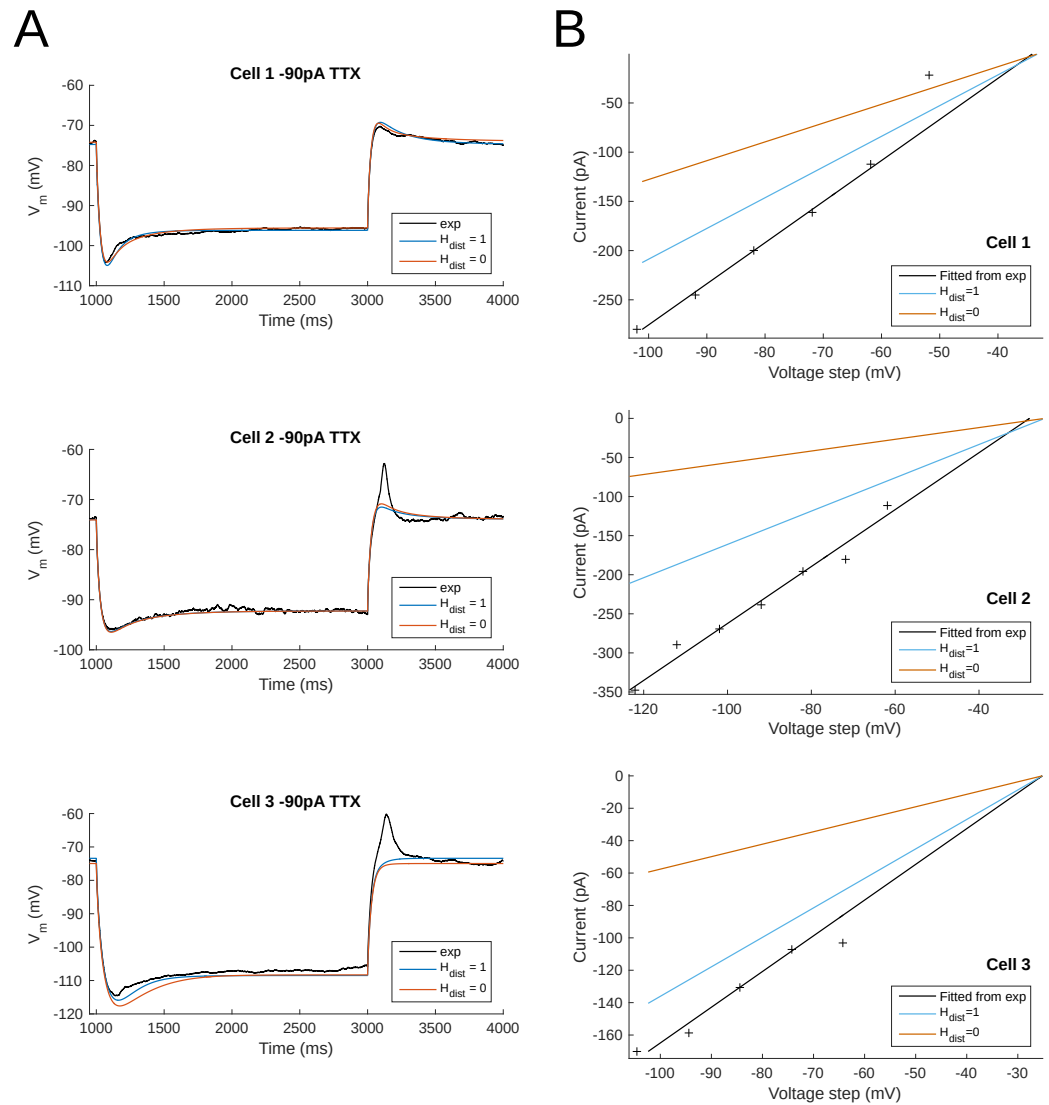 A
B
Cell 1 -90pA TTX
-60
-70
-80
-90
-100
-110
V_m (mV)
1000 1500 2000 2500 3000 3500 4000
Time (ms)
exp
H_dist = 1
H_dist = 0
-50
-100
-150
-200
-250
Current (pA)
-100 -90 -80 -70 -60 -50 -40
Voltage step (mV)
Cell 1
Fitted from exp
H_dist=1
H_dist=0
Cell 2 -90pA TTX
-60
-70
-80
-90
-100
V_m (mV)
1000 1500 2000 2500 3000 3500 4000
Time (ms)
exp
H_dist = 1
H_dist = 0
0
-50
-100
-150
-200
-250
-300
-350
Current (pA)
-120 -100 -80 -60 -40
Voltage step (mV)
Cell 2
Fitted from exp
H_dist=1
H_dist=0
Cell 3 -90pA TTX
-60
-70
-80
-90
-100
-110
-120
V_m (mV)
1000 1500 2000 2500 3000 3500 4000
Time (ms)
exp
H_dist = 1
H_dist = 0
0
-20
-40
-60
-80
-100
-120
-140
-160
Current (pA)
-100 -90 -80 -70 -60 -50 -40 -30
Voltage step (mV)
Cell 3
Fitted from exp
H_dist=1
H_dist=0